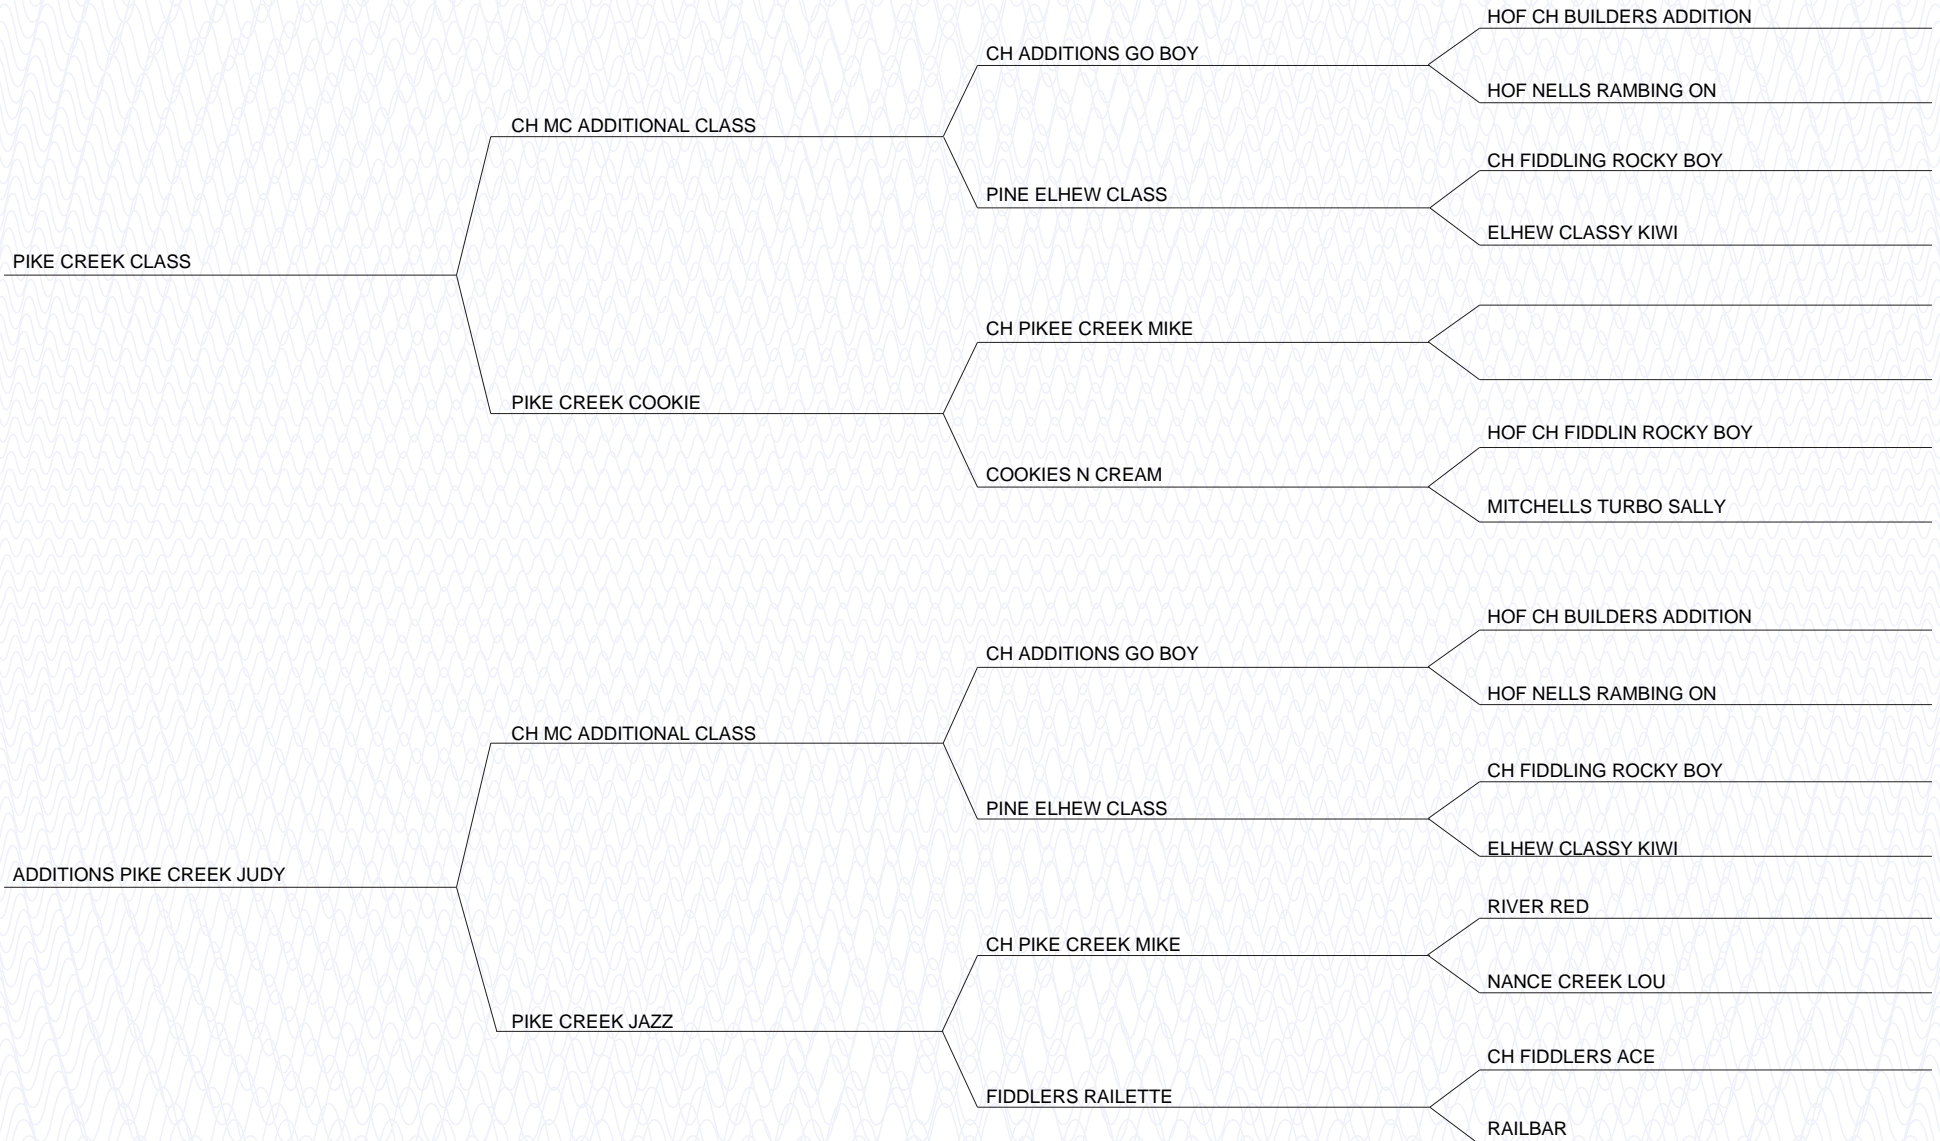 HOF CH BUILDERS ADDITION
CH ADDITIONS GO BOY
HOF NELLS RAMBING ON
CH MC ADDITIONAL CLASS
CH FIDDLING ROCKY BOY
PINE ELHEW CLASS
ELHEW CLASSY KIWI
PIKE CREEK CLASS
CH PIKEE CREEK MIKE
PIKE CREEK COOKIE
HOF CH FIDDLIN ROCKY BOY
COOKIES N CREAM
MITCHELLS TURBO SALLY
HOF CH BUILDERS ADDITION
CH ADDITIONS GO BOY
HOF NELLS RAMBING ON
CH MC ADDITIONAL CLASS
CH FIDDLING ROCKY BOY
PINE ELHEW CLASS
ELHEW CLASSY KIWI
ADDITIONS PIKE CREEK JUDY
RIVER RED
CH PIKE CREEK MIKE
NANCE CREEK LOU
PIKE CREEK JAZZ
CH FIDDLERS ACE
FIDDLERS RAILETTE
RAILBAR